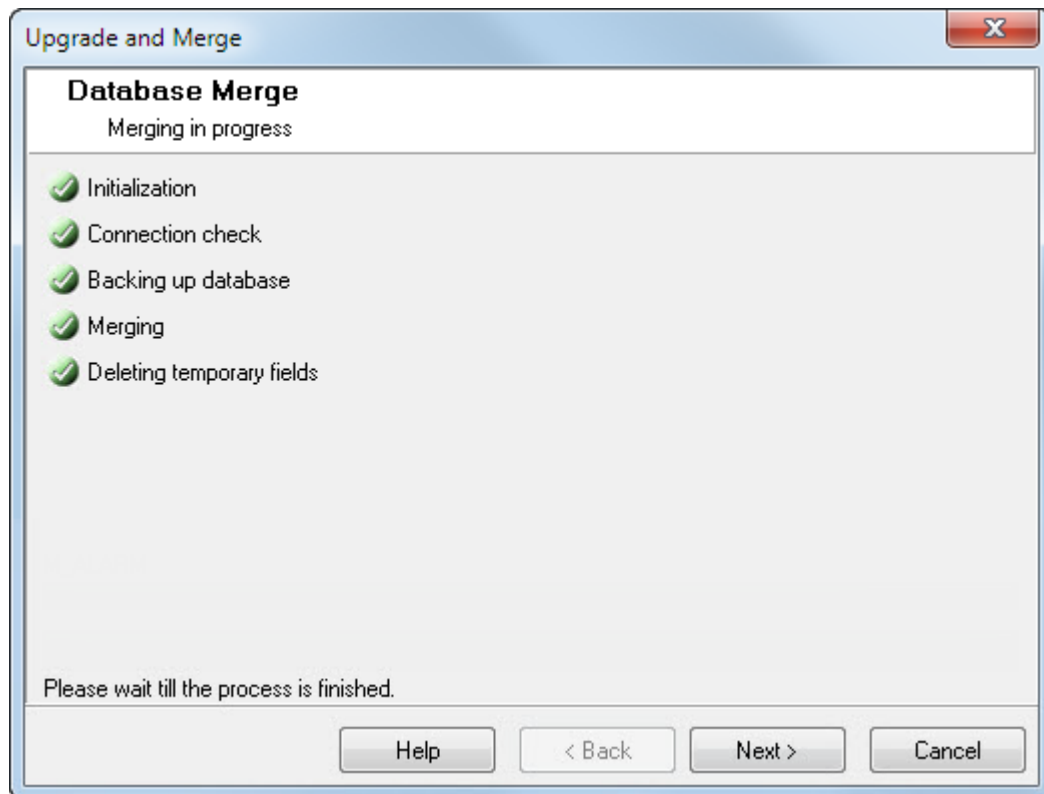 Upgrade and Merge
Database Merge
Merging in progress
Initialization
Connection check
Backing up database
Merging
Deleting temporary fields
Please wait till the process is finished.
Help
< Back
Next >
Cancel